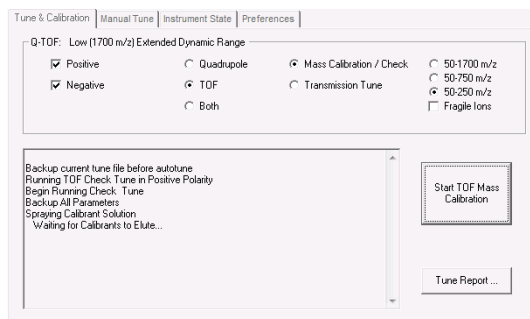 Tune & Calibration Manual Tune Instrument State Preferences
Q-TOF: Low (1700 m/z) Extended Dynamic Range
Positive Quadrupole Mass Calibration / Check 50-1700 m/z
50-750 m/z
Negative TOF Transmission Tune 50-250 m/z
Both Fragile Ions
Backup current tune file before autotune
Running TOF Check Tune in Positive Polarity
Begin Running Check Tune
Backup All Parameters
Spraying Calibrant Solution
Waiting for Calibrants to Elute...
Start TOF Mass
Calibration
Tune Report ...